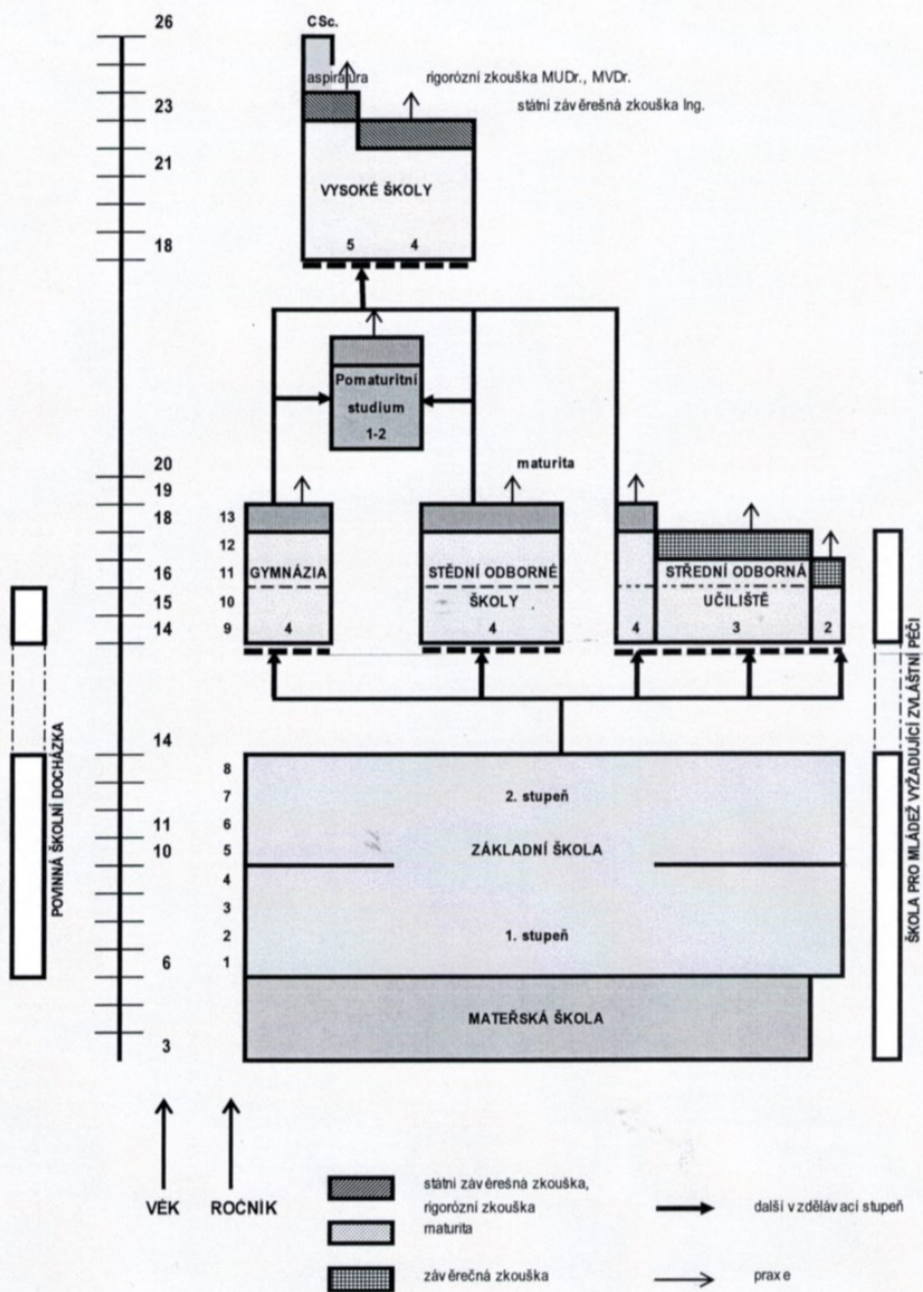 26
CSc.
aspiratura
rigorózní zkouška MUDr., MVDr.
23
státní závěrešná zkouška Ing.
21
VYSOKÉ ŠKOLY
18
5
4
Pomaturitní
studium
1-2
20
maturita
19
18
13
12
16
11
GYMNÁZIA
STĚDNÍ ODBORNÉ
STŘEDNÍ ODBORNÁ
15
10
ŠKOLY
UČILIŠTĚ
14
9
4
4
4
3
2
POVINNÁ ŠKOLNÍ DOCHÁZKA
ŠKOLA PRO MLÁDEŽ VYŽADUJÍCÍ ZVLÁŠTNÍ PÉČI
14
8
7
2. stupeň
11
6
10
5
ZÁKLADNÍ ŠKOLA
4
3
2
1. stupeň
6
1
3
MATEŘSKÁ ŠKOLA
VĚK
ROČNÍK
státní závěrešná zkouška,
rigorózní zkouška
další vzdělávací stupeň
maturita
závěrečná zkouška
praxe